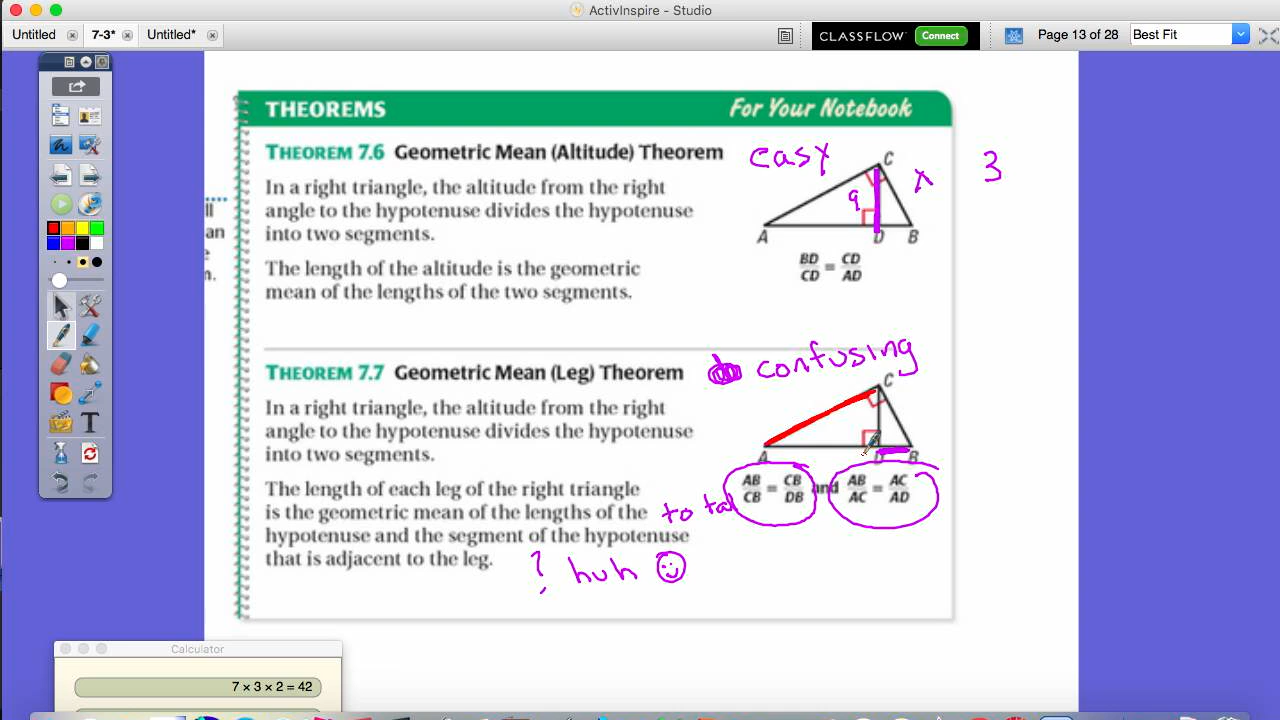 ActivInspire - Studio
Untitled 7-3* Untitled*
CLASSFLOW Connect
Page 13 of 28 Best Fit
THEOREMS For Your Notebook
THEOREM 7.6 Geometric Mean (Altitude) Theorem
easy
In a right triangle, the altitude from the right
angle to the hypotenuse divides the hypotenuse
into two segments.
The length of the altitude is the geometric
mean of the lengths of the two segments.
C
9
x
3
A D B
BD/CD = CD/AD
ll
an
e
m.
THEOREM 7.7 Geometric Mean (Leg) Theorem
confusing
In a right triangle, the altitude from the right
angle to the hypotenuse divides the hypotenuse
into two segments.
The length of each leg of the right triangle
is the geometric mean of the lengths of the
hypotenuse and the segment of the hypotenuse
that is adjacent to the leg.
to tal
? huh
C
A D B
AB/CB = CB/DB and AB/AC = AC/AD
T
Calculator
7 × 3 × 2 = 42